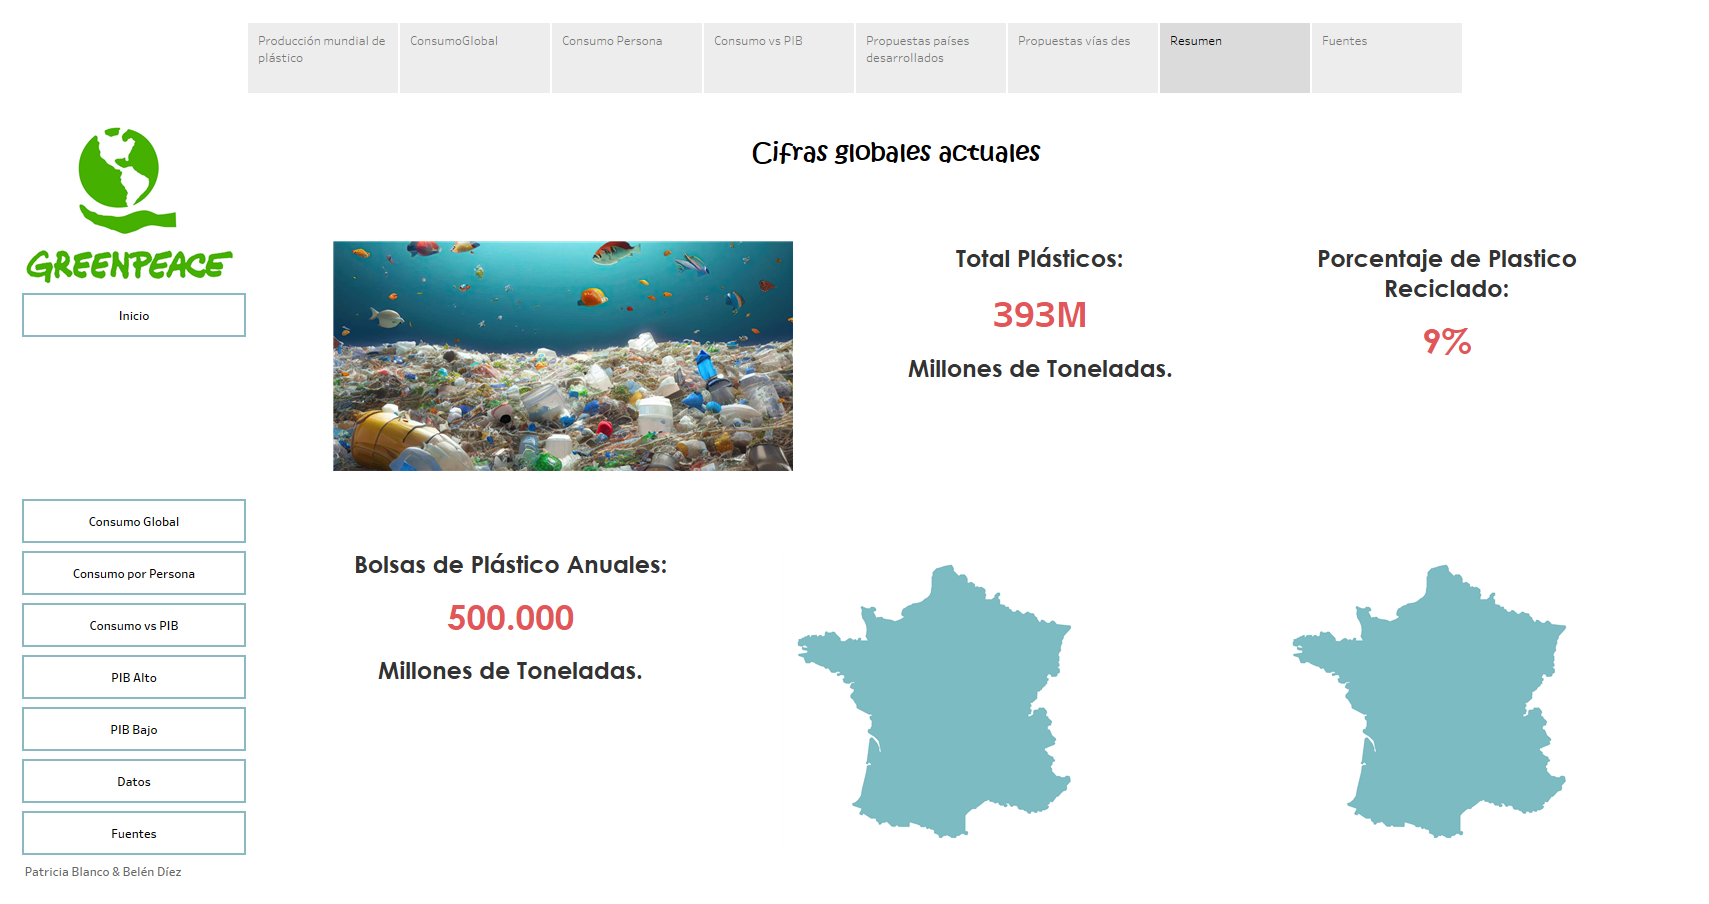 Producción mundial de
plástico
ConsumoGlobal
Consumo Persona
Consumo vs PIB
Propuestas países
desarrollados
Propuestas vías des
Resumen
Fuentes
Cifras globales actuales
GREENPEACE
Inicio
Total Plásticos:
393M
Millones de Toneladas.
Porcentaje de Plastico
Reciclado:
9%
Consumo Global
Consumo por Persona
Consumo vs PIB
PIB Alto
PIB Bajo
Datos
Fuentes
Patricia Blanco & Belén Díez
Bolsas de Plástico Anuales:
500.000
Millones de Toneladas.